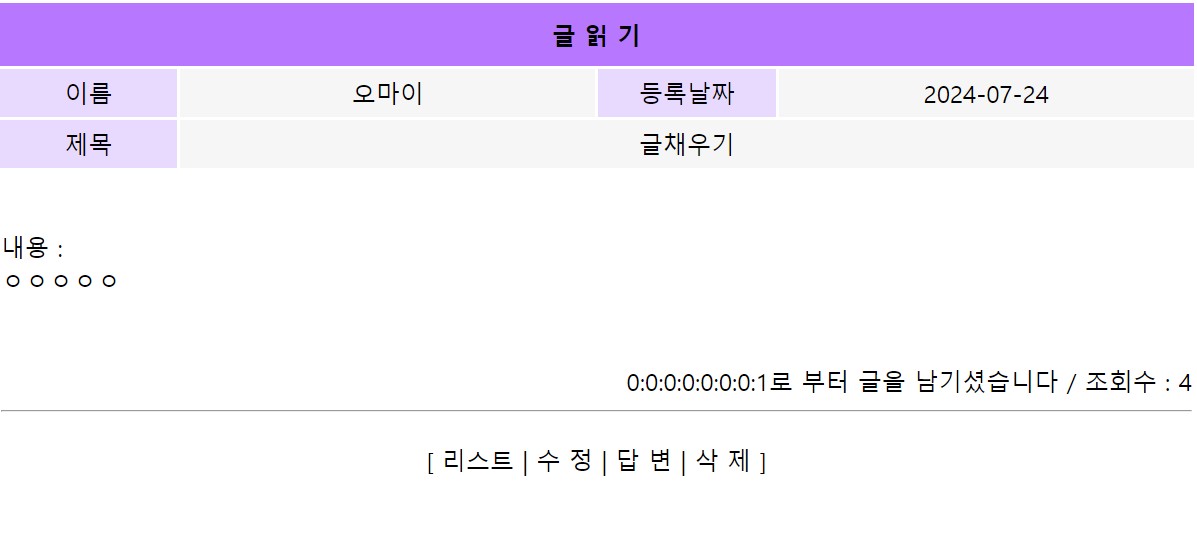 글 읽 기
이름 오마이 등록날짜 2024-07-24
제목 글채우기
내용 :
ㅇㅇㅇㅇㅇ
0:0:0:0:0:0:0:1로 부터 글을 남기셨습니다 / 조회수 : 4
[ 리스트 | 수 정 | 답 변 | 삭 제 ]